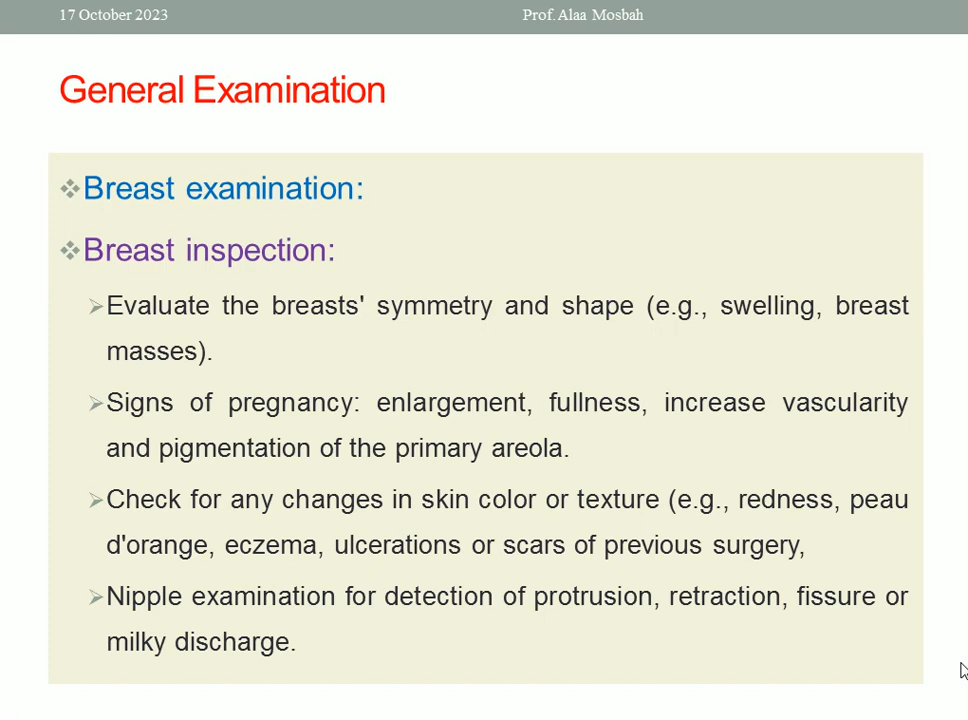 17 October 2023
Prof. Alaa Mosbah
General Examination
Breast examination:
Breast inspection:
Evaluate the breasts' symmetry and shape (e.g., swelling, breast
masses).
Signs of pregnancy: enlargement, fullness, increase vascularity
and pigmentation of the primary areola.
Check for any changes in skin color or texture (e.g., redness, peau
d'orange, eczema, ulcerations or scars of previous surgery,
Nipple examination for detection of protrusion, retraction, fissure or
milky discharge.